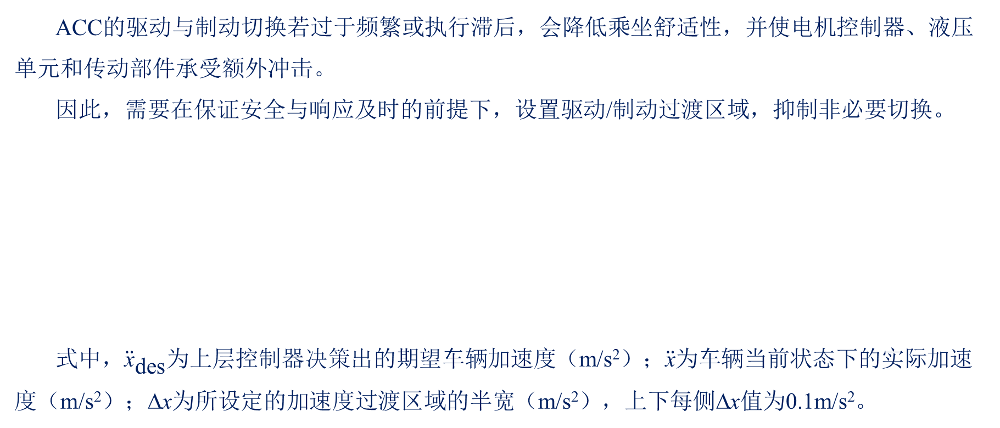 ACC的驱动与制动切换若过于频繁或执行滞后，会降低乘坐舒适性，并使电机控制器、液压
单元和传动部件承受额外冲击。
因此，需要在保证安全与响应及时的前提下，设置驱动/制动过渡区域，抑制非必要切换。
式中，ẍdes为上层控制器决策出的期望车辆加速度（m/s²）；ẍ为车辆当前状态下的实际加速
度（m/s²）；Δx为所设定的加速度过渡区域的半宽（m/s²），上下每侧Δx值为0.1m/s²。